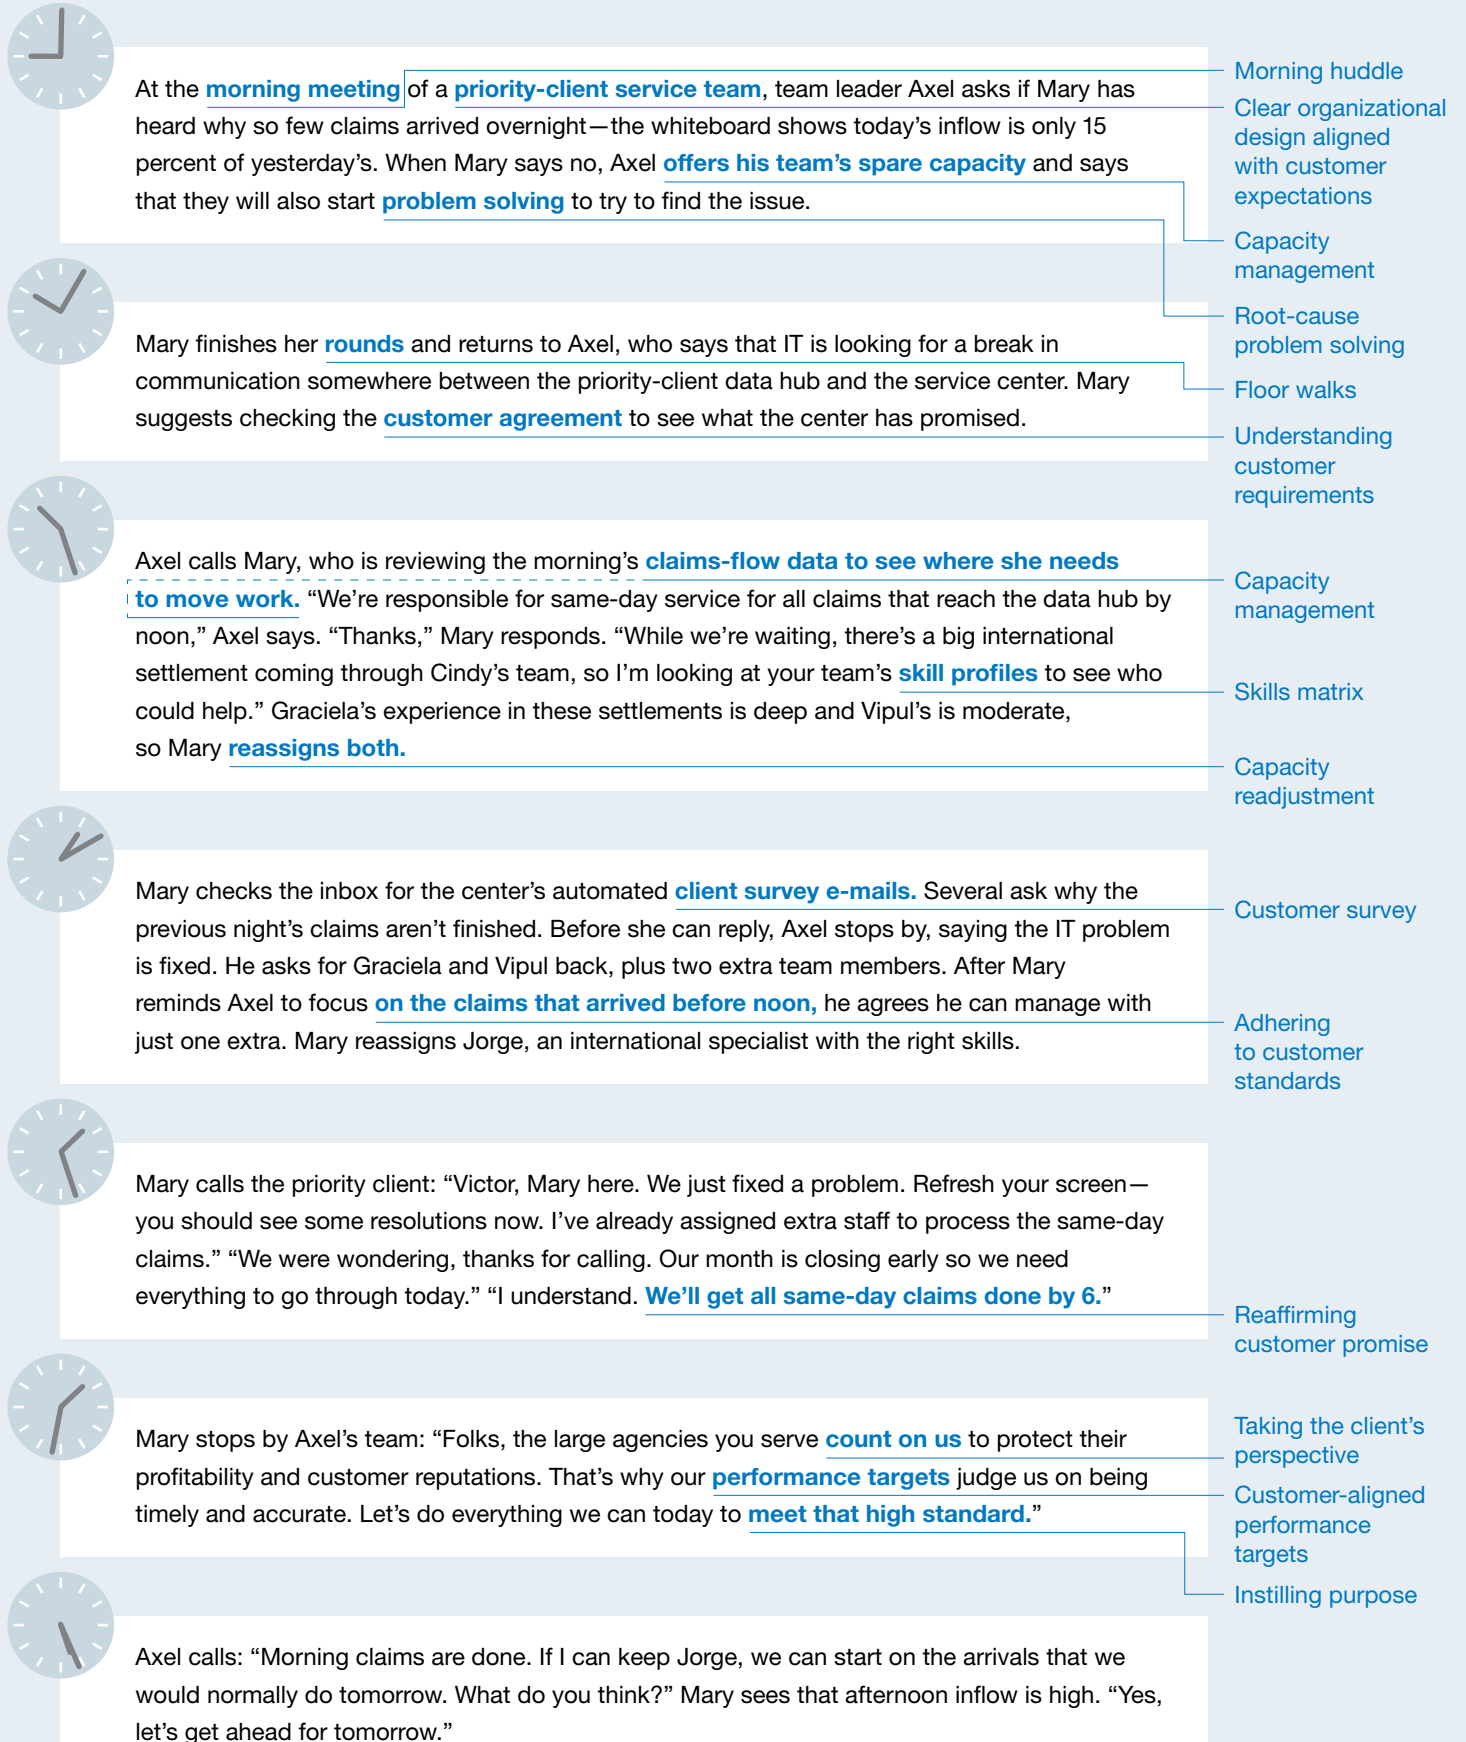 At the morning meeting of a priority-client service team, team leader Axel asks if Mary has
heard why so few claims arrived overnight—the whiteboard shows today’s inflow is only 15
percent of yesterday’s. When Mary says no, Axel offers his team’s spare capacity and says
that they will also start problem solving to try to find the issue.
Morning huddle
Clear organizational
design aligned
with customer
expectations
Capacity
management
Root-cause
problem solving
Mary finishes her rounds and returns to Axel, who says that IT is looking for a break in
communication somewhere between the priority-client data hub and the service center. Mary
suggests checking the customer agreement to see what the center has promised.
Floor walks
Understanding
customer
requirements
Axel calls Mary, who is reviewing the morning’s claims-flow data to see where she needs
to move work. “We’re responsible for same-day service for all claims that reach the data hub by
noon,” Axel says. “Thanks,” Mary responds. “While we’re waiting, there’s a big international
settlement coming through Cindy’s team, so I’m looking at your team’s skill profiles to see who
could help.” Graciela’s experience in these settlements is deep and Vipul’s is moderate,
so Mary reassigns both.
Capacity
management
Skills matrix
Capacity
readjustment
Mary checks the inbox for the center’s automated client survey e-mails. Several ask why the
previous night’s claims aren’t finished. Before she can reply, Axel stops by, saying the IT problem
is fixed. He asks for Graciela and Vipul back, plus two extra team members. After Mary
reminds Axel to focus on the claims that arrived before noon, he agrees he can manage with
just one extra. Mary reassigns Jorge, an international specialist with the right skills.
Customer survey
Adhering
to customer
standards
Mary calls the priority client: “Victor, Mary here. We just fixed a problem. Refresh your screen—
you should see some resolutions now. I’ve already assigned extra staff to process the same-day
claims.” “We were wondering, thanks for calling. Our month is closing early so we need
everything to go through today.” “I understand. We’ll get all same-day claims done by 6.”
Reaffirming
customer promise
Mary stops by Axel’s team: “Folks, the large agencies you serve count on us to protect their
profitability and customer reputations. That’s why our performance targets judge us on being
timely and accurate. Let’s do everything we can today to meet that high standard.”
Taking the client’s
perspective
Customer-aligned
performance
targets
Instilling purpose
Axel calls: “Morning claims are done. If I can keep Jorge, we can start on the arrivals that we
would normally do tomorrow. What do you think?” Mary sees that afternoon inflow is high. “Yes,
let’s get ahead for tomorrow.”